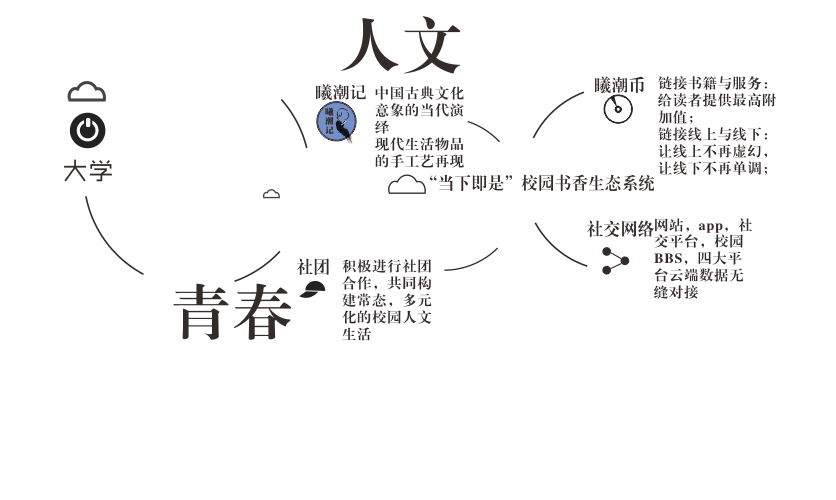 人文
大学
曦潮记
曦潮记
中国古典文化
意象的当代演
绎
现代生活物品
的手工艺再现
曦潮币
链接书籍与服务：
给读者提供最高附
加值；
链接线上与线下：
让线上不再虚幻，
让线下不再单调；
“当下即是”校园书香生态系统
社交网络
网站，app，社
交平台，校园
BBS，四大平
台云端数据无
缝对接
青春
社团
积极进行社团
合作，共同构
建常态，多元
化的校园人文
生活